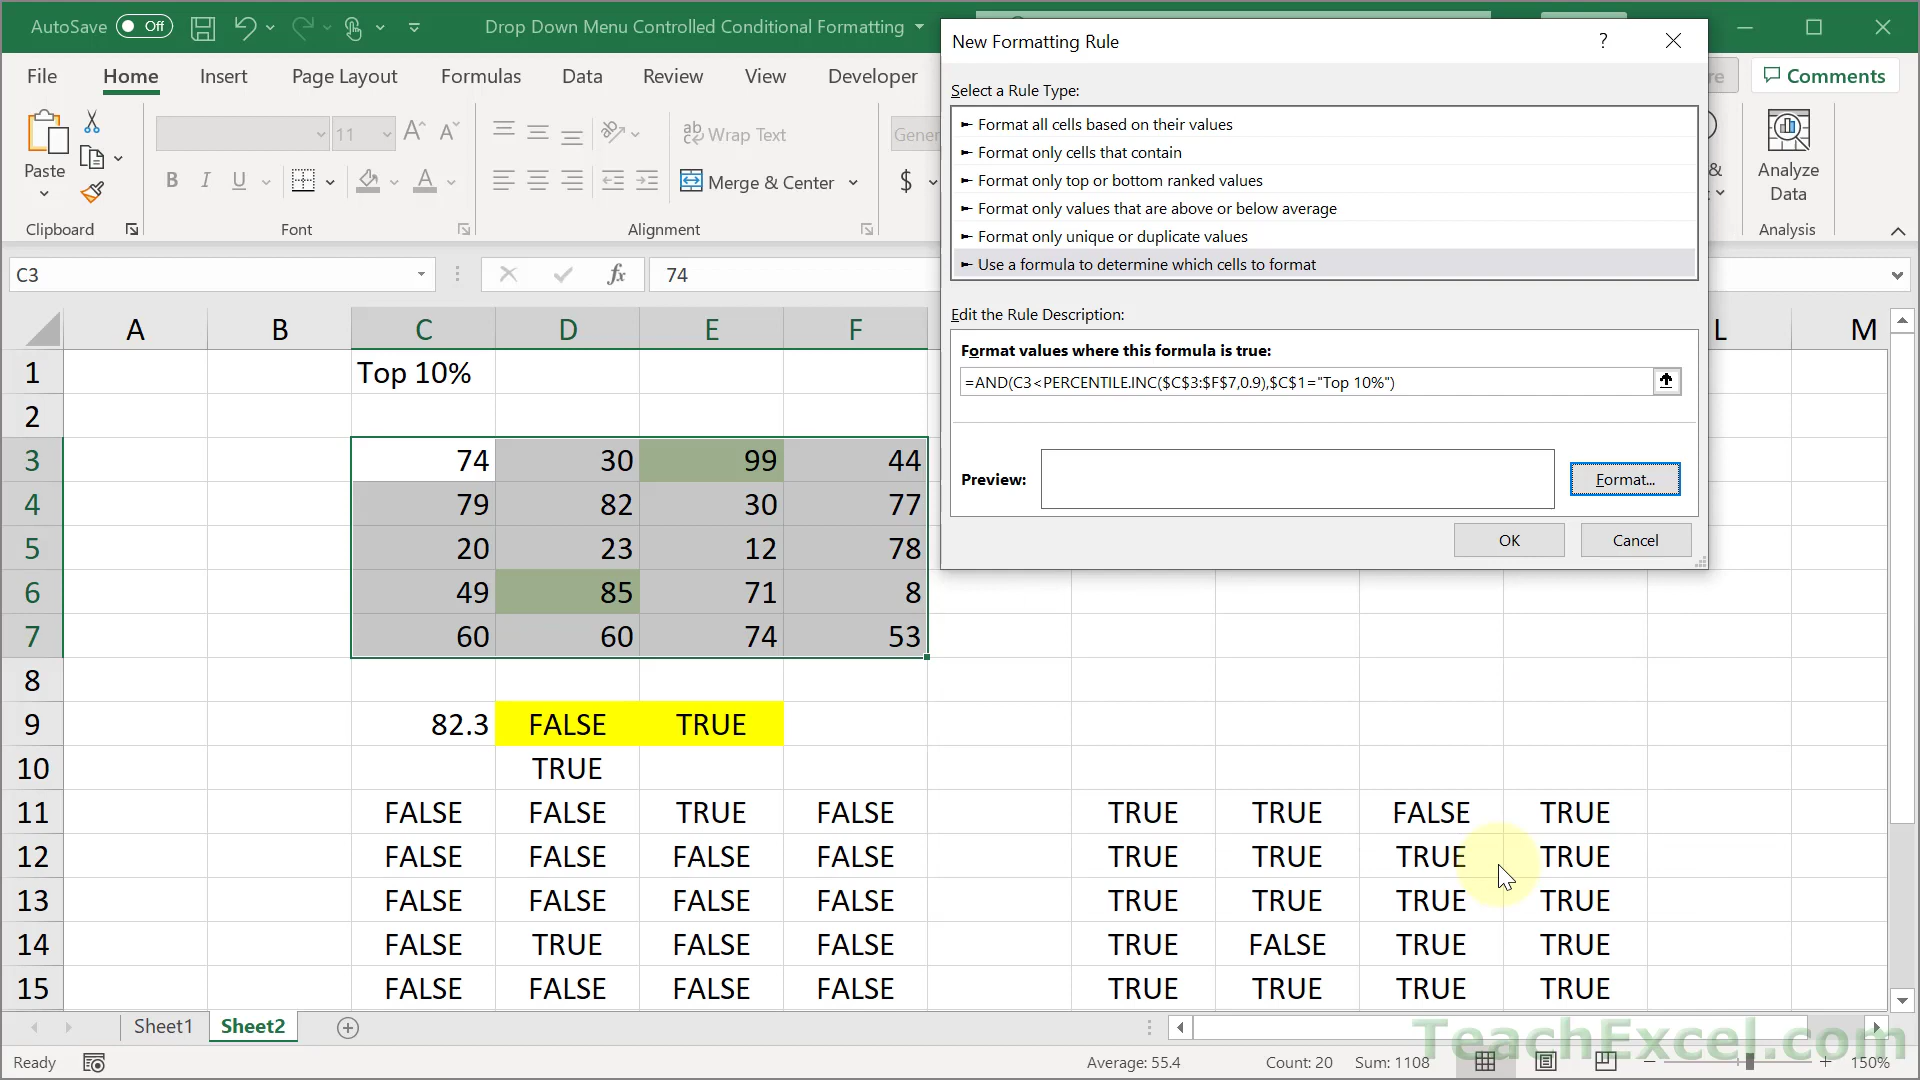 AutoSave Off Drop Down Menu Controlled Conditional Formatting
File Home Insert Page Layout Formulas Data Review View Developer Comments
New Formatting Rule ?
Select a Rule Type:
► Format all cells based on their values
► Format only cells that contain
► Format only top or bottom ranked values
► Format only values that are above or below average
► Format only unique or duplicate values
► Use a formula to determine which cells to format
Edit the Rule Description:
Format values where this formula is true:
=AND(C3<PERCENTILE.INC($C$3:$F$7,0.9),$C$1="Top 10%")
Preview:
Format...
OK Cancel
Paste
11
B I U A
Wrap Text
Merge & Center
Gener
$
Analyze
Data
Clipboard Font Alignment Analysis
C3 fx 74
A B C D E F L M
1 Top 10%
2
3 74 30 99 44
4 79 82 30 77
5 20 23 12 78
6 49 85 71 8
7 60 60 74 53
8
9 82.3 FALSE TRUE
10 TRUE
11 FALSE FALSE TRUE FALSE TRUE TRUE FALSE TRUE
12 FALSE FALSE FALSE FALSE TRUE TRUE TRUE TRUE
13 FALSE FALSE FALSE FALSE TRUE TRUE TRUE TRUE
14 FALSE TRUE FALSE FALSE TRUE FALSE TRUE TRUE
15 FALSE FALSE FALSE FALSE TRUE TRUE TRUE TRUE
Sheet1 Sheet2
TeachExcel.com
Ready Average: 55.4 Count: 20 Sum: 1108 150%